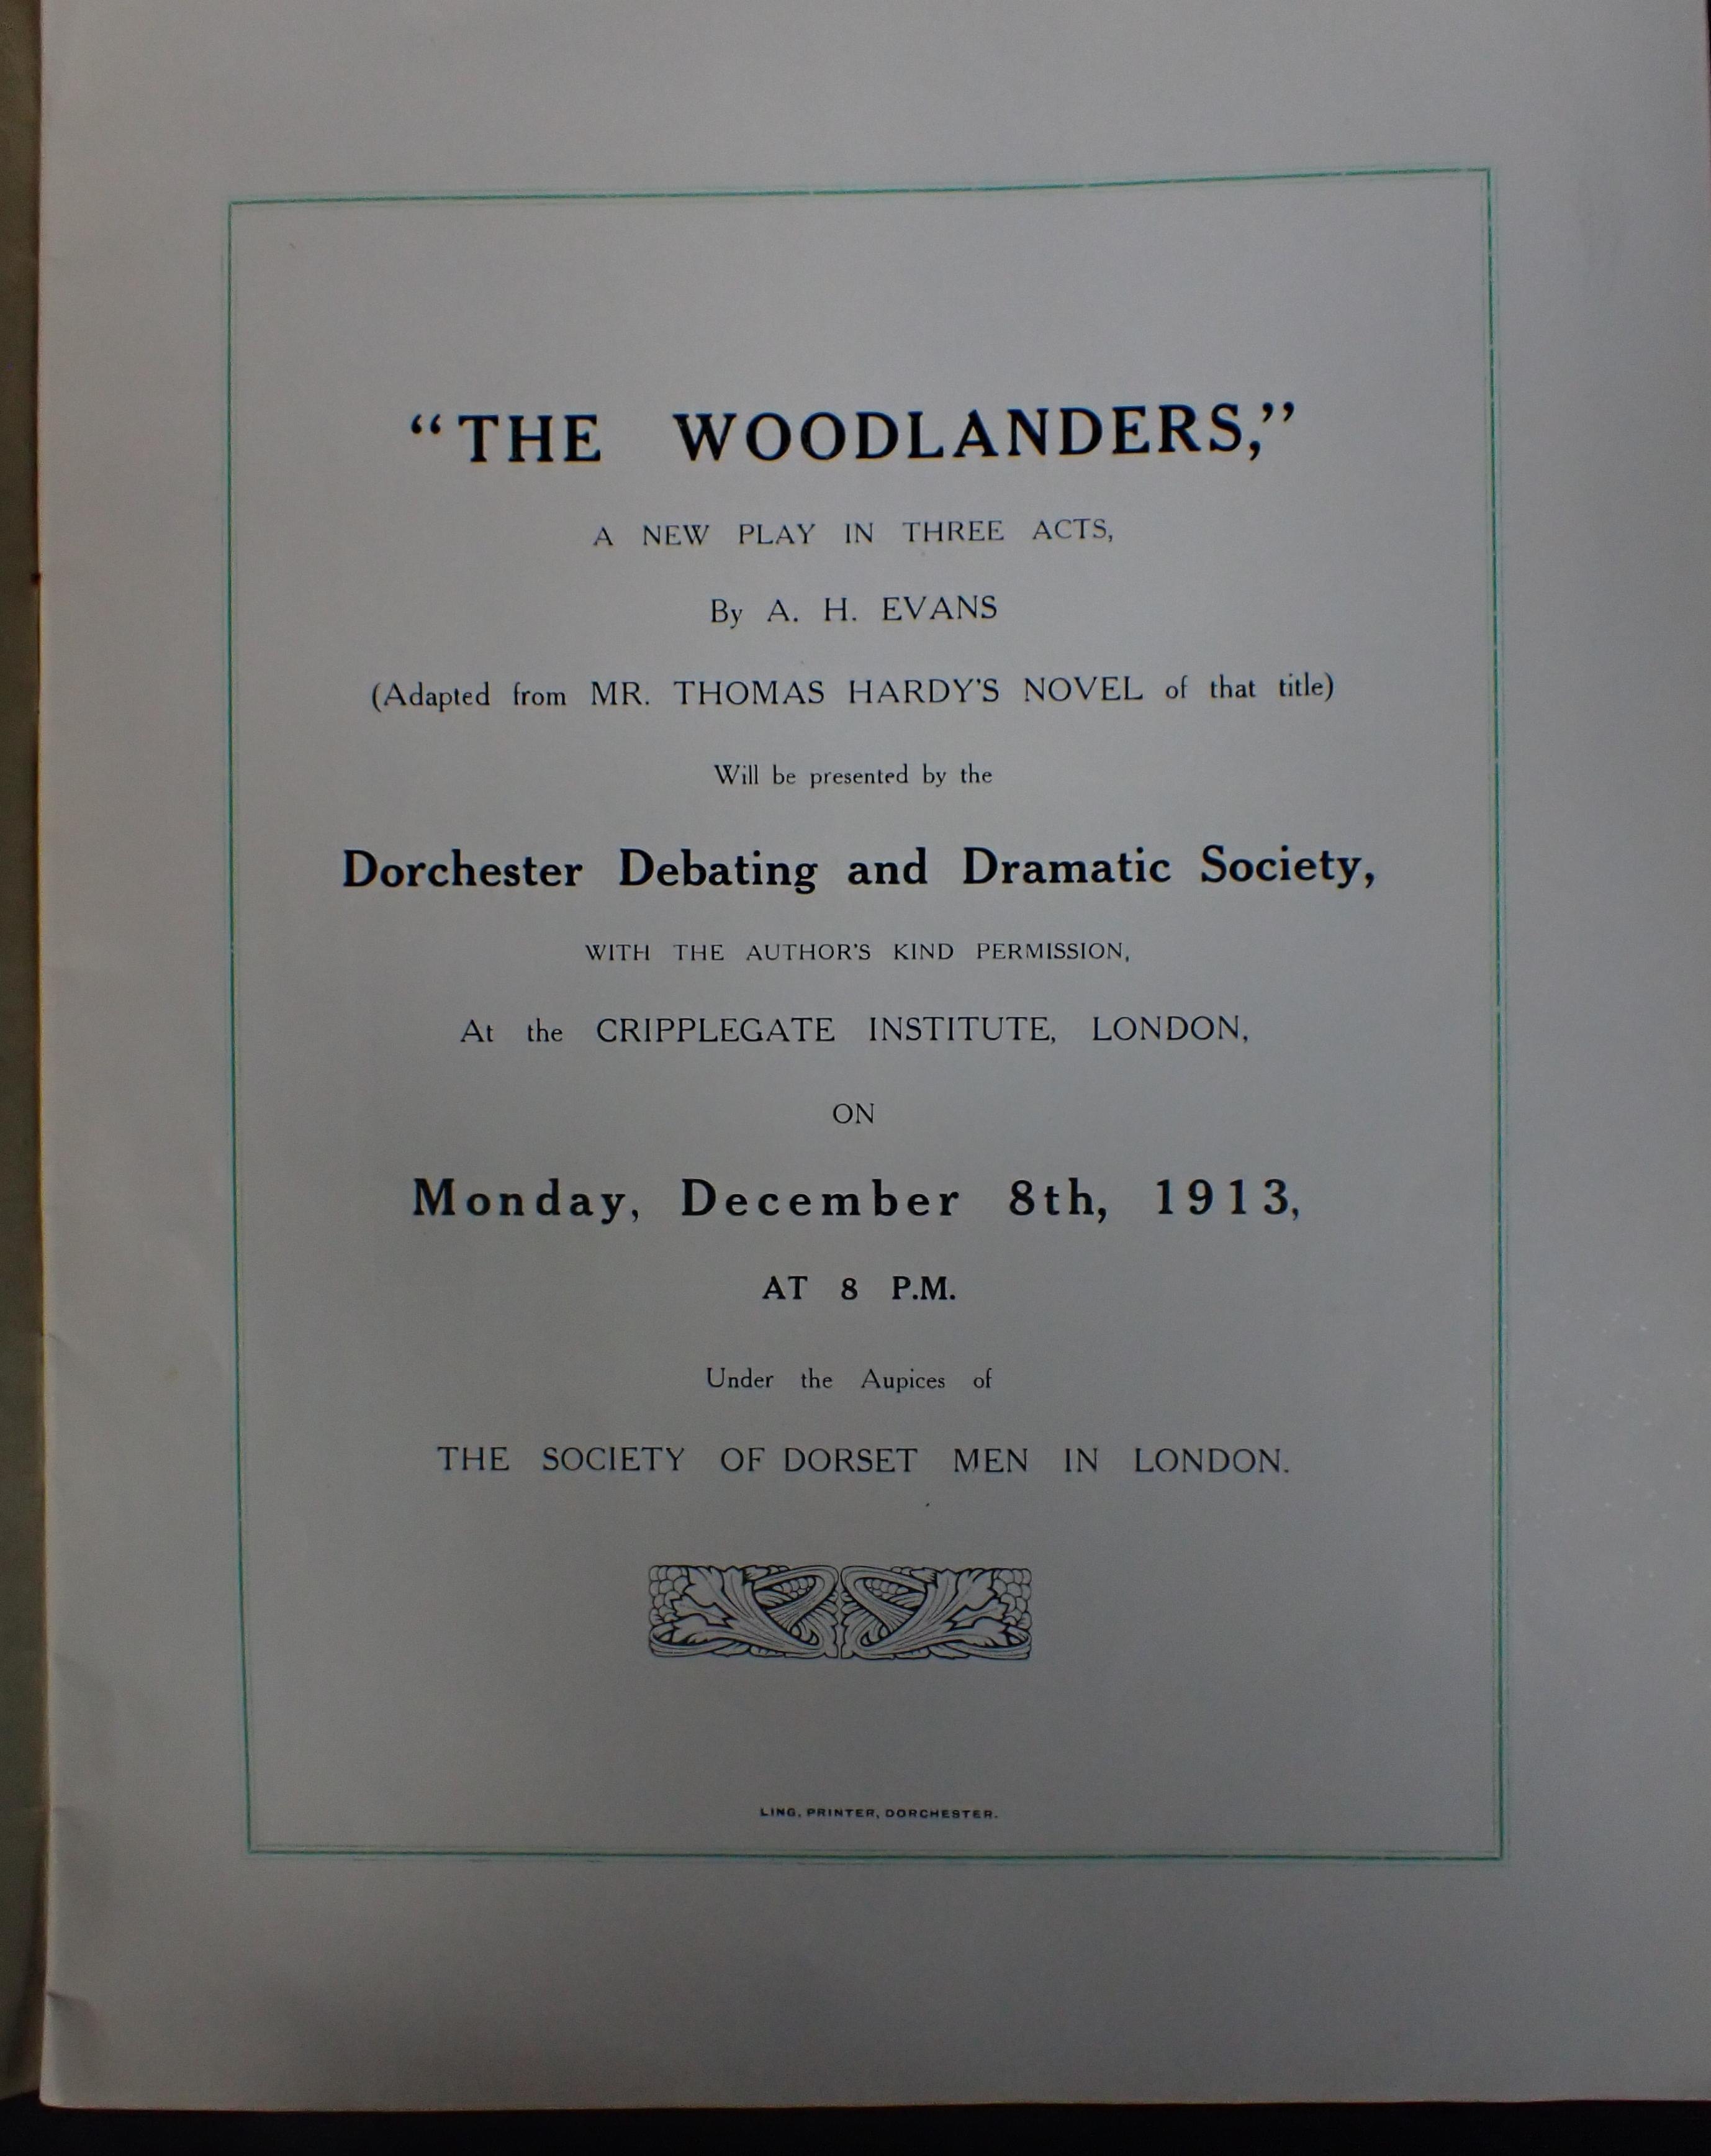 “THE WOODLANDERS,”
A NEW PLAY IN THREE ACTS,
By A. H. EVANS
(Adapted from MR. THOMAS HARDY'S NOVEL of that title)
Will be presented by the
Dorchester Debating and Dramatic Society,
WITH THE AUTHOR'S KIND PERMISSION,
At the CRIPPLEGATE INSTITUTE, LONDON,
ON
Monday, December 8th, 1913,
AT 8 P.M.
Under the Aupices of
THE SOCIETY OF DORSET MEN IN LONDON.
LING, PRINTER, DORCHESTER.